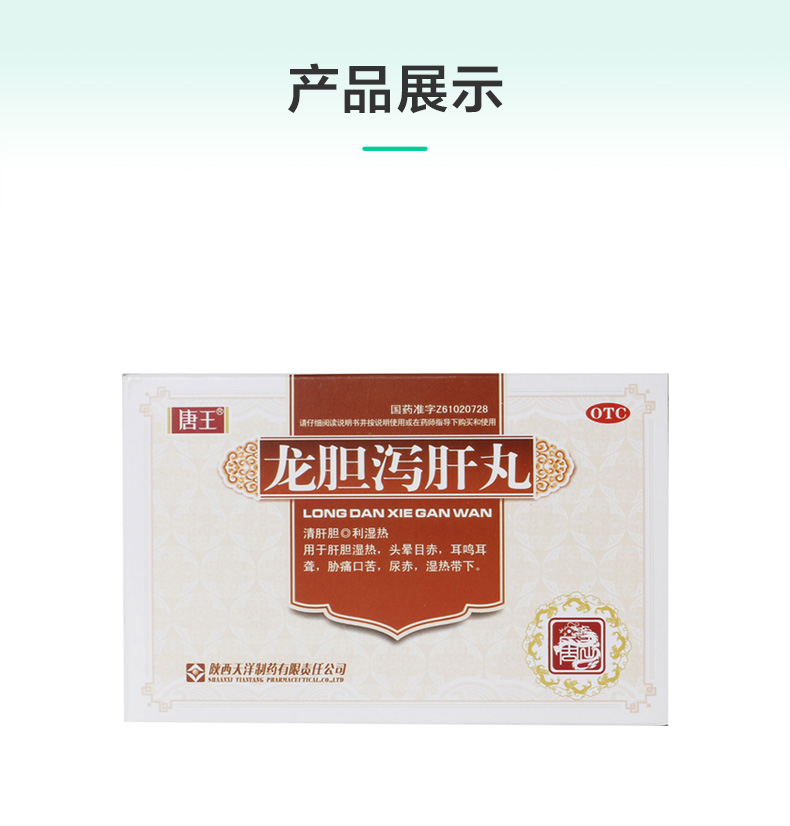 产品展示
国药准字Z61020728
请仔细阅读说明书并按说明使用或在药师指导下购买和使用
唐王®
OTC
龙胆泻肝丸
LONG DAN XIE GAN WAN
清肝胆◎利湿热
用于肝胆湿热，头晕目赤，耳鸣耳
聋，胁痛口苦，尿赤，湿热带下。
陕西天洋制药有限责任公司
SHAANXI TIANYANG PHARMACEUTICAL.CO.,LTD